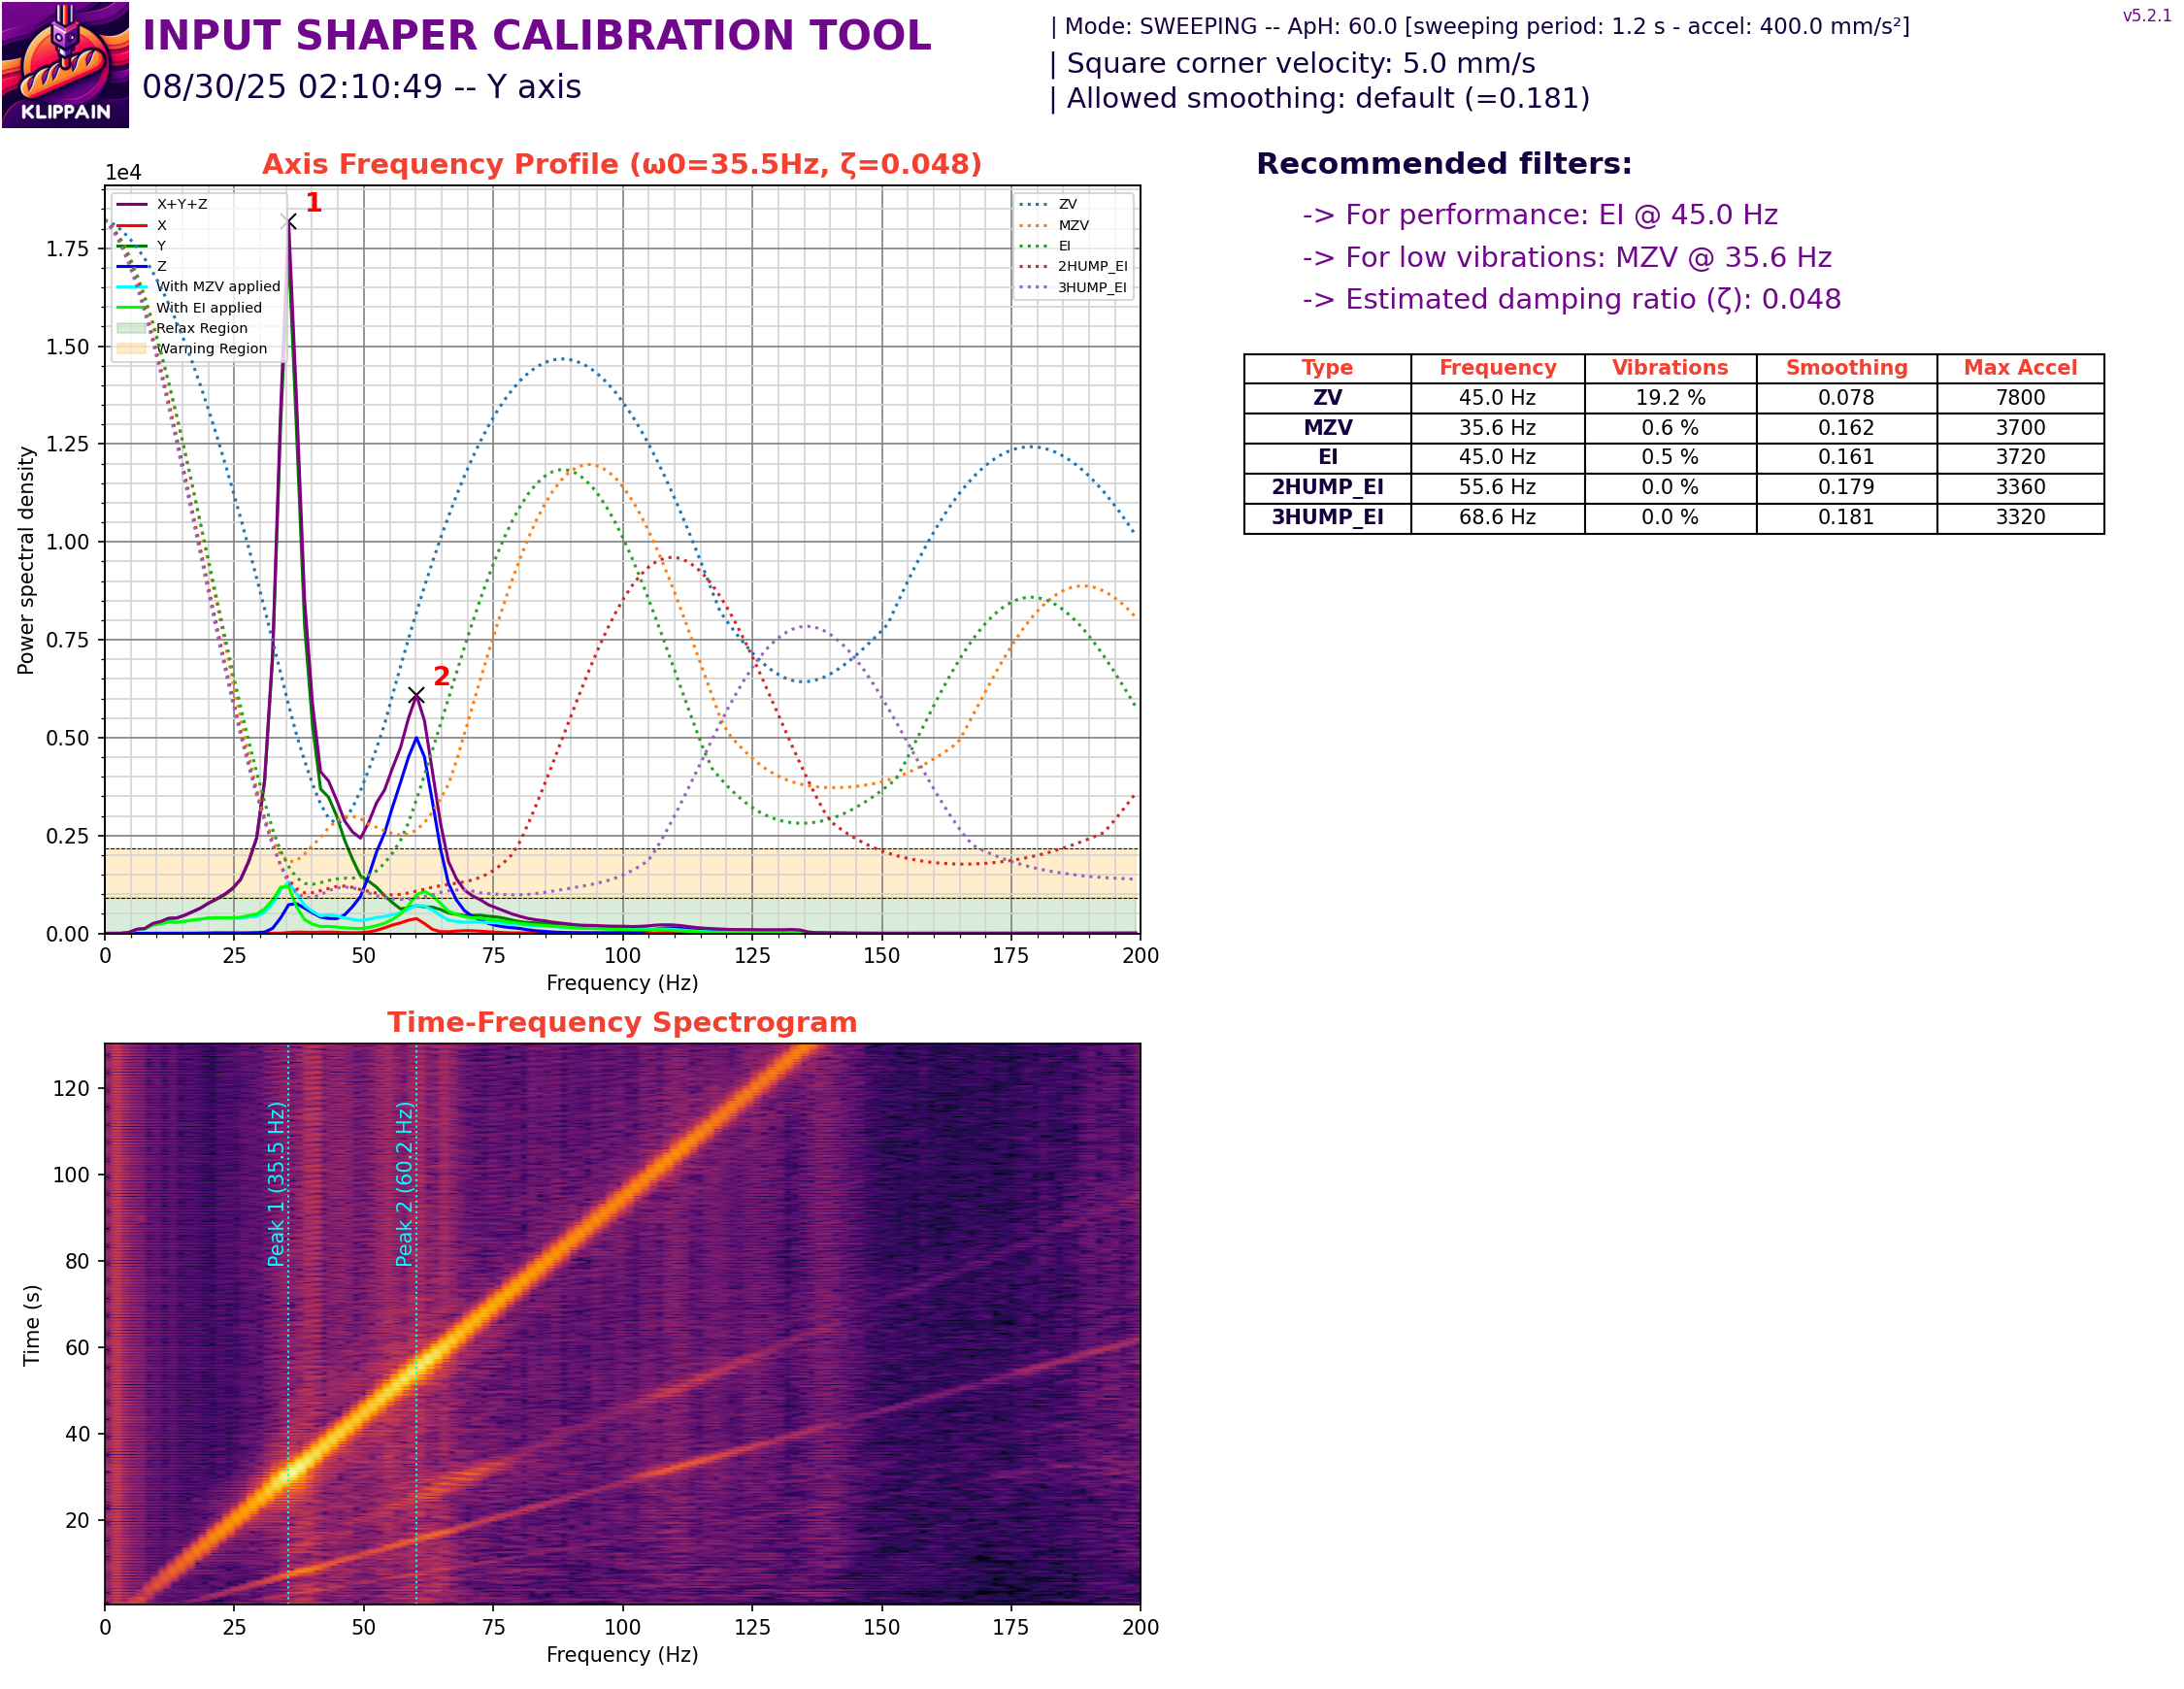 KLIPPAIN
INPUT SHAPER CALIBRATION TOOL
08/30/25 02:10:49 -- Y axis
| Mode: SWEEPING -- ApH: 60.0 [sweeping period: 1.2 s - accel: 400.0 mm/s²]
| Square corner velocity: 5.0 mm/s
| Allowed smoothing: default (=0.181)
v5.2.1
Axis Frequency Profile (ω0=35.5Hz, ζ=0.048)
1e4
X+Y+Z
X
Y
Z
With MZV applied
With EI applied
Relax Region
Warning Region
ZV
MZV
EI
2HUMP_EI
3HUMP_EI
1
2
Power spectral density
1.75
1.50
1.25
1.00
0.75
0.50
0.25
0.00
0 25 50 75 100 125 150 175 200
Frequency (Hz)
Recommended filters:
-> For performance: EI @ 45.0 Hz
-> For low vibrations: MZV @ 35.6 Hz
-> Estimated damping ratio (ζ): 0.048
Type Frequency Vibrations Smoothing Max Accel
ZV 45.0 Hz 19.2 % 0.078 7800
MZV 35.6 Hz 0.6 % 0.162 3700
EI 45.0 Hz 0.5 % 0.161 3720
2HUMP_EI 55.6 Hz 0.0 % 0.179 3360
3HUMP_EI 68.6 Hz 0.0 % 0.181 3320
Time-Frequency Spectrogram
Time (s)
120
100
80
60
40
20
Peak 1 (35.5 Hz)
Peak 2 (60.2 Hz)
0 25 50 75 100 125 150 175 200
Frequency (Hz)